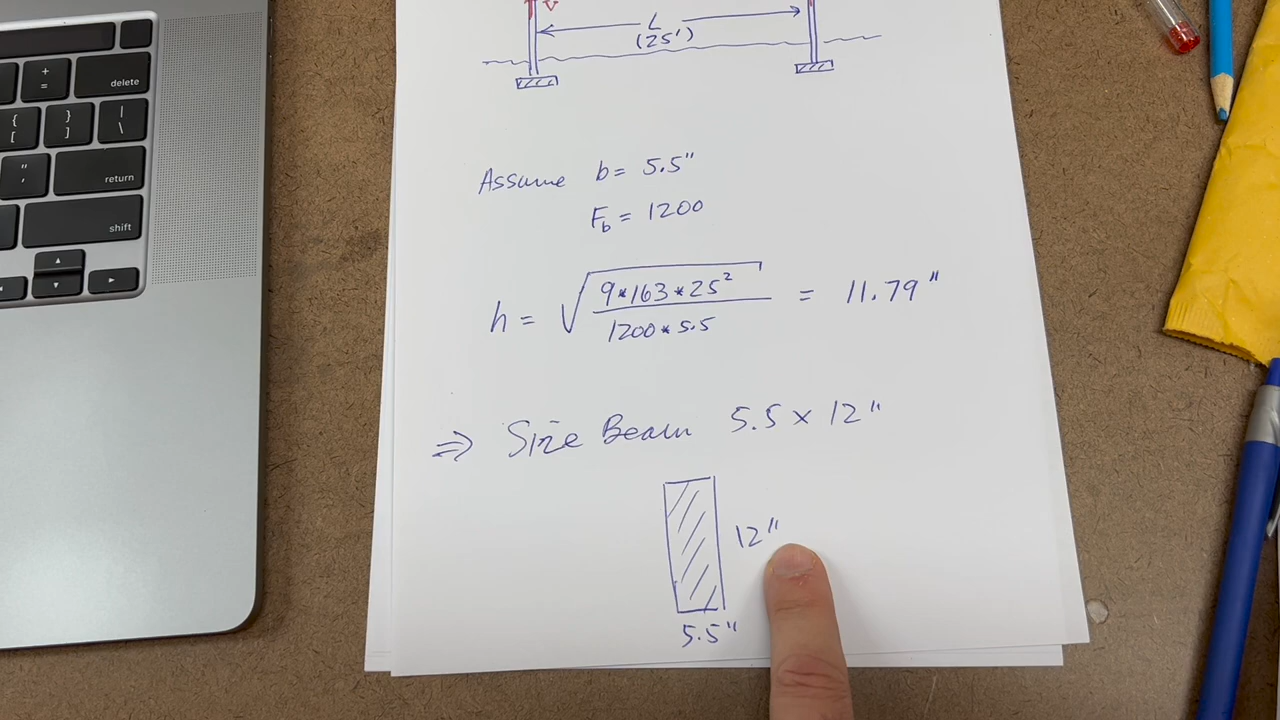 V
L
(25')
Assume b = 5.5"
F_b = 1200
h = √(9*163*25² / 1200*5.5) = 11.79"
⇒ Size Beam 5.5 x 12"
12"
5.5"
delete
+
=
{
[
}
]
|
\
"
'
return
shift